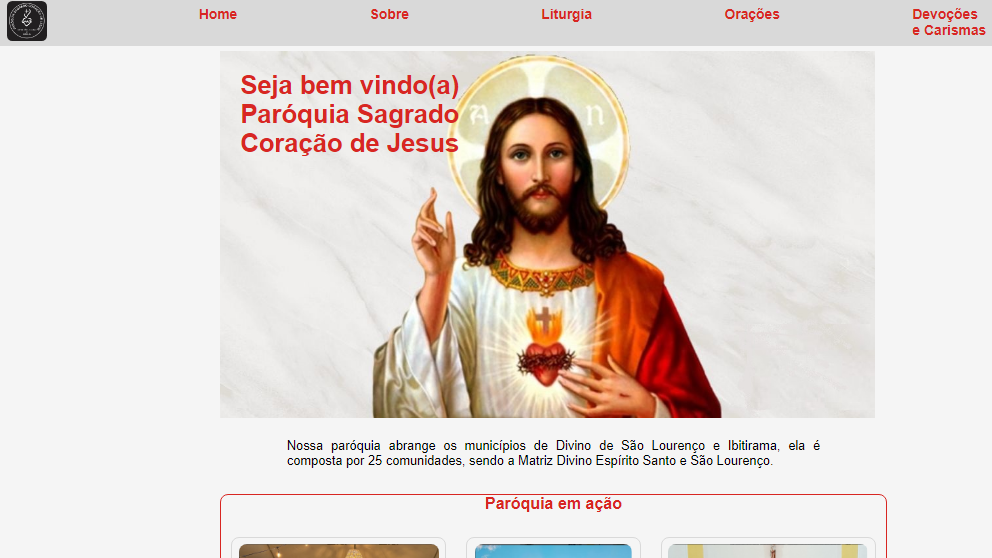 Home
Sobre
Liturgia
Orações
Devoções
e Carismas
Seja bem vindo(a)
Paróquia Sagrado
Coração de Jesus
A n
Nossa paróquia abrange os municípios de Divino de São Lourenço e Ibitirama, ela é
composta por 25 comunidades, sendo a Matriz Divino Espírito Santo e São Lourenço.
Paróquia em ação